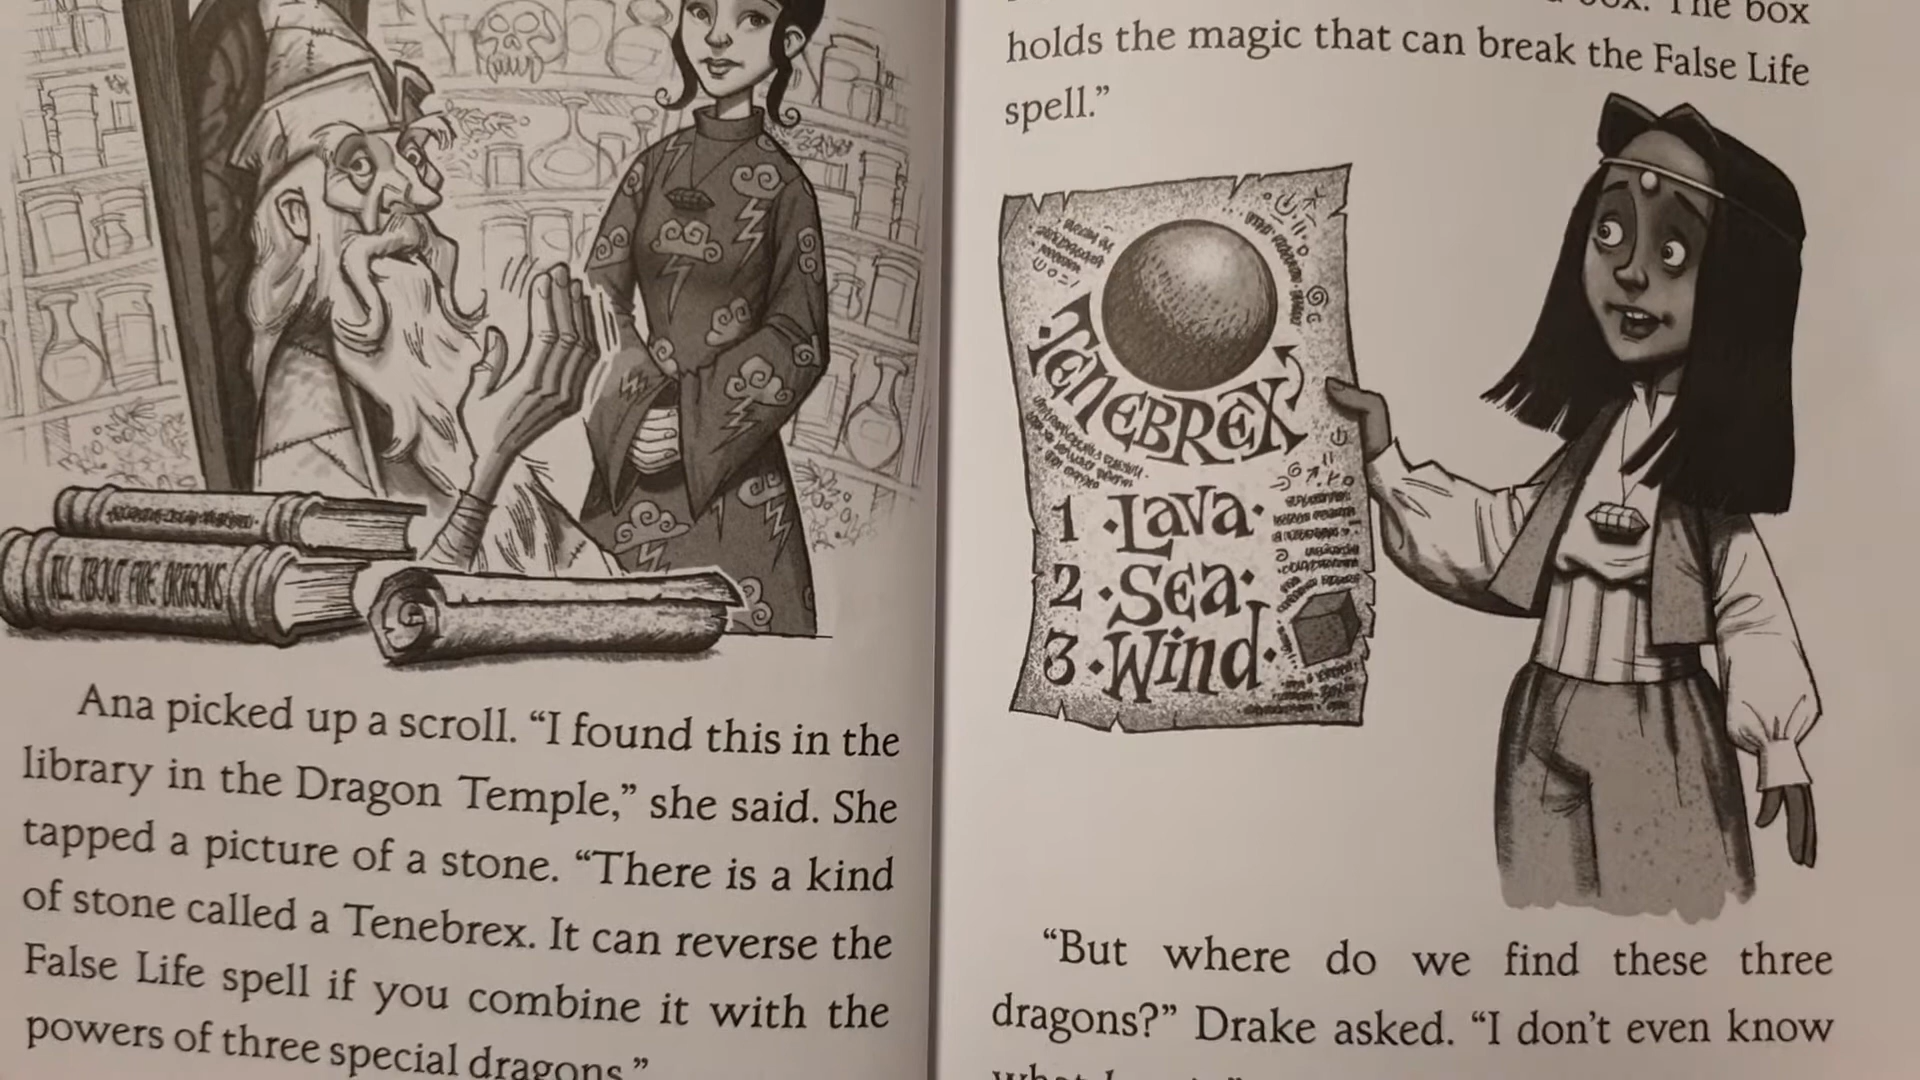 ALL ABOUT FIRE DRAGONS
Ana picked up a scroll. “I found this in the
library in the Dragon Temple,” she said. She
tapped a picture of a stone. “There is a kind
of stone called a Tenebrex. It can reverse the
False Life spell if you combine it with the
powers of three special dragons.”
box. The box
holds the magic that can break the False Life
spell.”
TENEBREX
1 · Lava ·
2 · Sea ·
3 · Wind ·
“But where do we find these three
dragons?” Drake asked. “I don’t even know